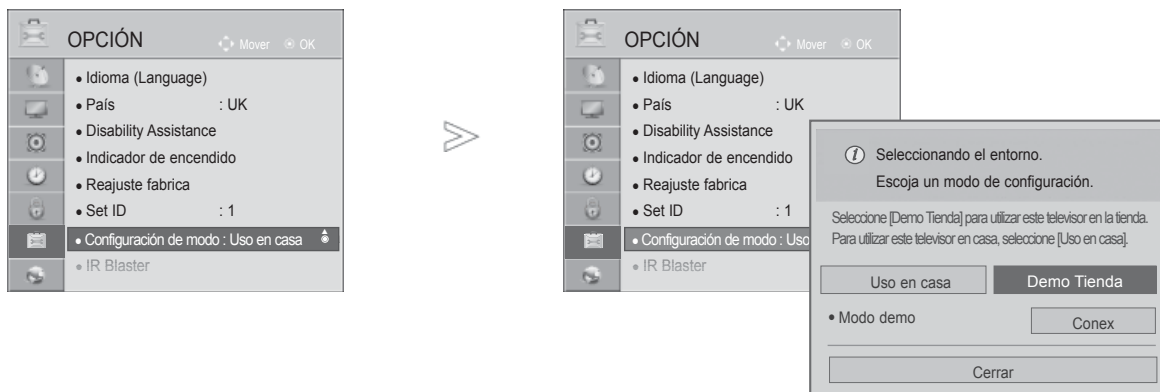 OPCIÓN
Mover OK
• Idioma (Language)
• País : UK
• Disability Assistance
• Indicador de encendido
• Reajuste fabrica
• Set ID : 1
• Configuración de modo : Uso en casa
• IR Blaster
OPCIÓN
Mover OK
• Idioma (Language)
• País : UK
• Disability Assistance
• Indicador de encendido
• Reajuste fabrica
• Set ID : 1
• Configuración de modo : Uso
• IR Blaster
Seleccionando el entorno.
Escoja un modo de configuración.
Seleccione [Demo Tienda] para utilizar este televisor en la tienda.
Para utilizar este televisor en casa, seleccione [Uso en casa].
Uso en casa Demo Tienda
• Modo demo Conex
Cerrar